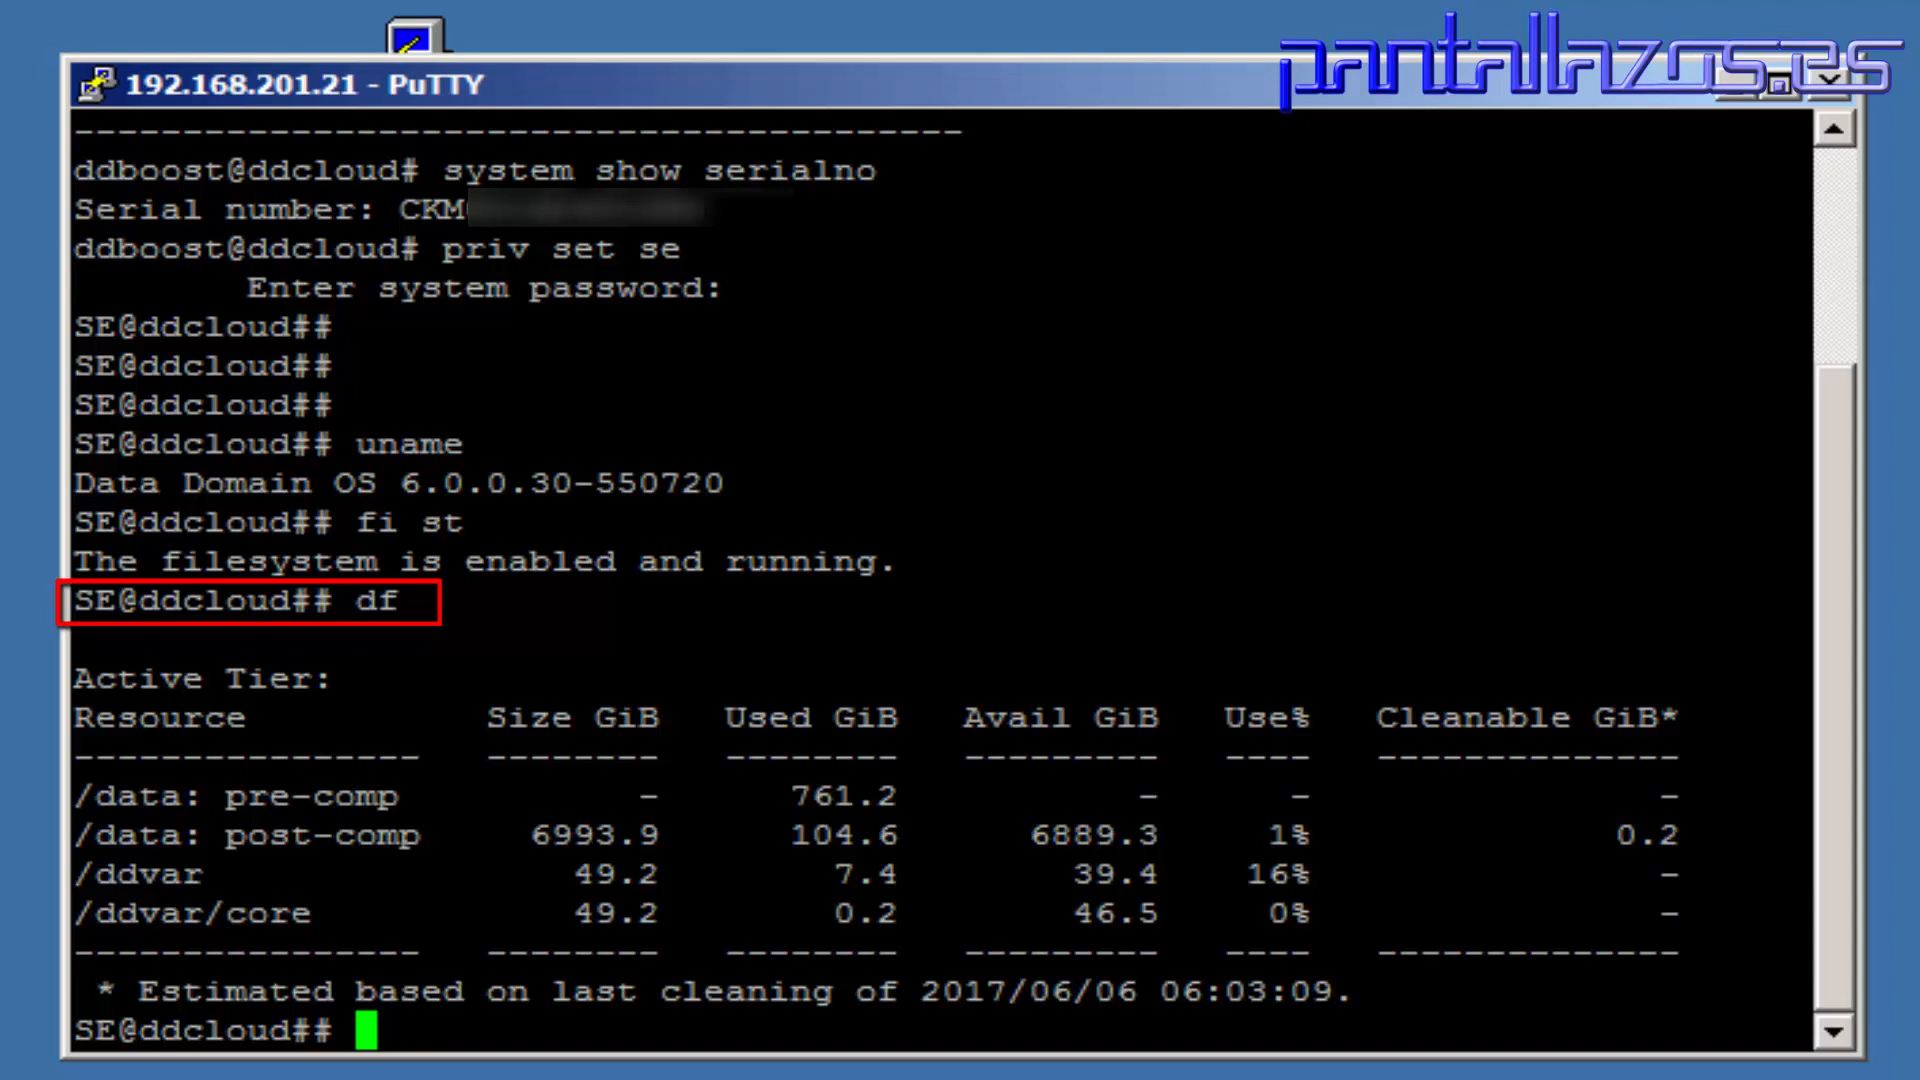 pantallazos.es
192.168.201.21 - PuTTY
-----------------------------------------
ddboost@ddcloud# system show serialno
Serial number: CKM
ddboost@ddcloud# priv set se
Enter system password:
SE@ddcloud##
SE@ddcloud##
SE@ddcloud##
SE@ddcloud## uname
Data Domain OS 6.0.0.30-550720
SE@ddcloud## fi st
The filesystem is enabled and running.
SE@ddcloud## df
Active Tier:
Resource Size GiB Used GiB Avail GiB Use% Cleanable GiB*
---------------- -------- -------- --------- ---- --------------
/data: pre-comp - 761.2 - - -
/data: post-comp 6993.9 104.6 6889.3 1% 0.2
/ddvar 49.2 7.4 39.4 16% -
/ddvar/core 49.2 0.2 46.5 0% -
---------------- -------- -------- --------- ---- --------------
* Estimated based on last cleaning of 2017/06/06 06:03:09.
SE@ddcloud##